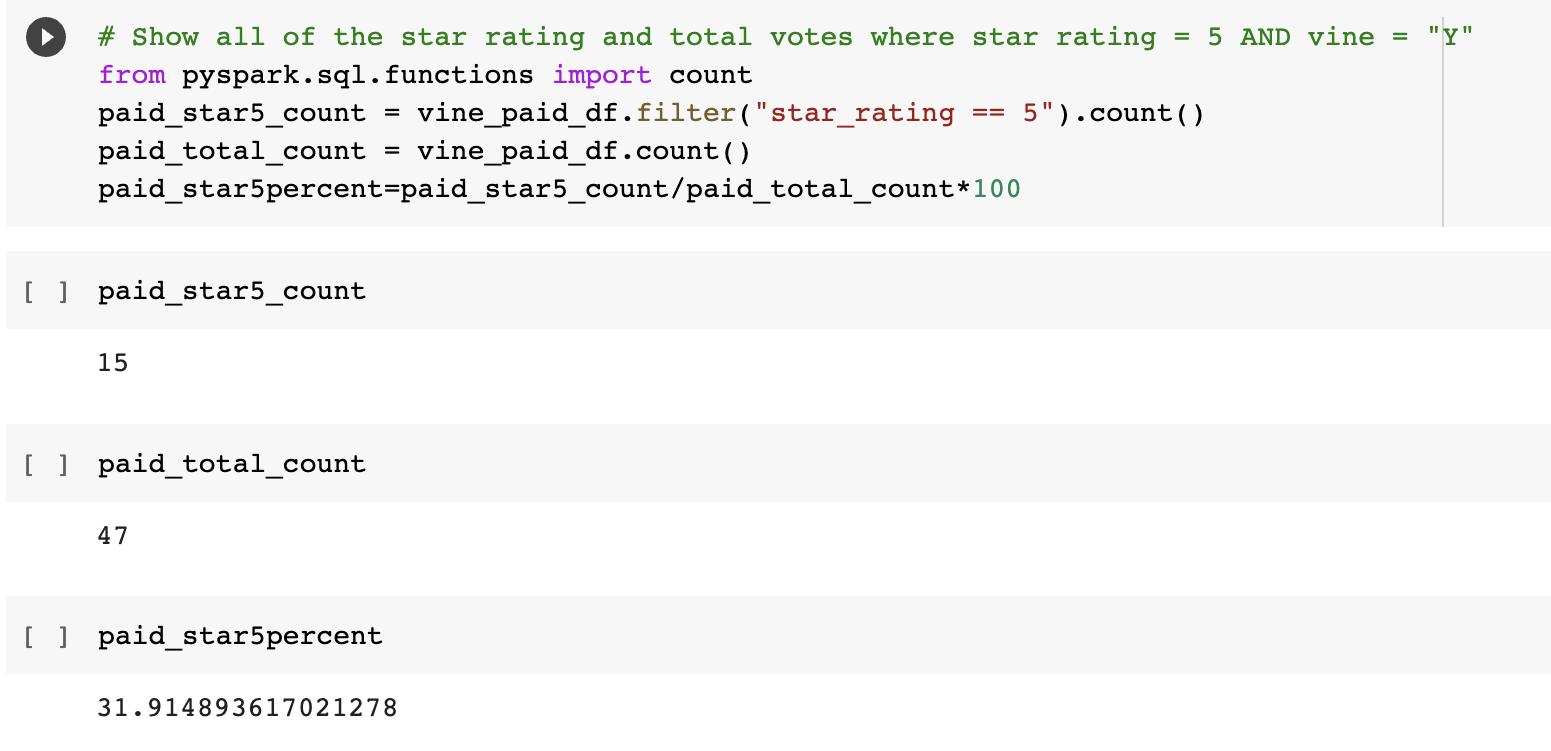 # Show all of the star rating and total votes where star rating = 5 AND vine = "Y"
from pyspark.sql.functions import count
paid_star5_count = vine_paid_df.filter("star_rating == 5").count()
paid_total_count = vine_paid_df.count()
paid_star5percent=paid_star5_count/paid_total_count*100
[ ] paid_star5_count
15
[ ] paid_total_count
47
[ ] paid_star5percent
31.914893617021278